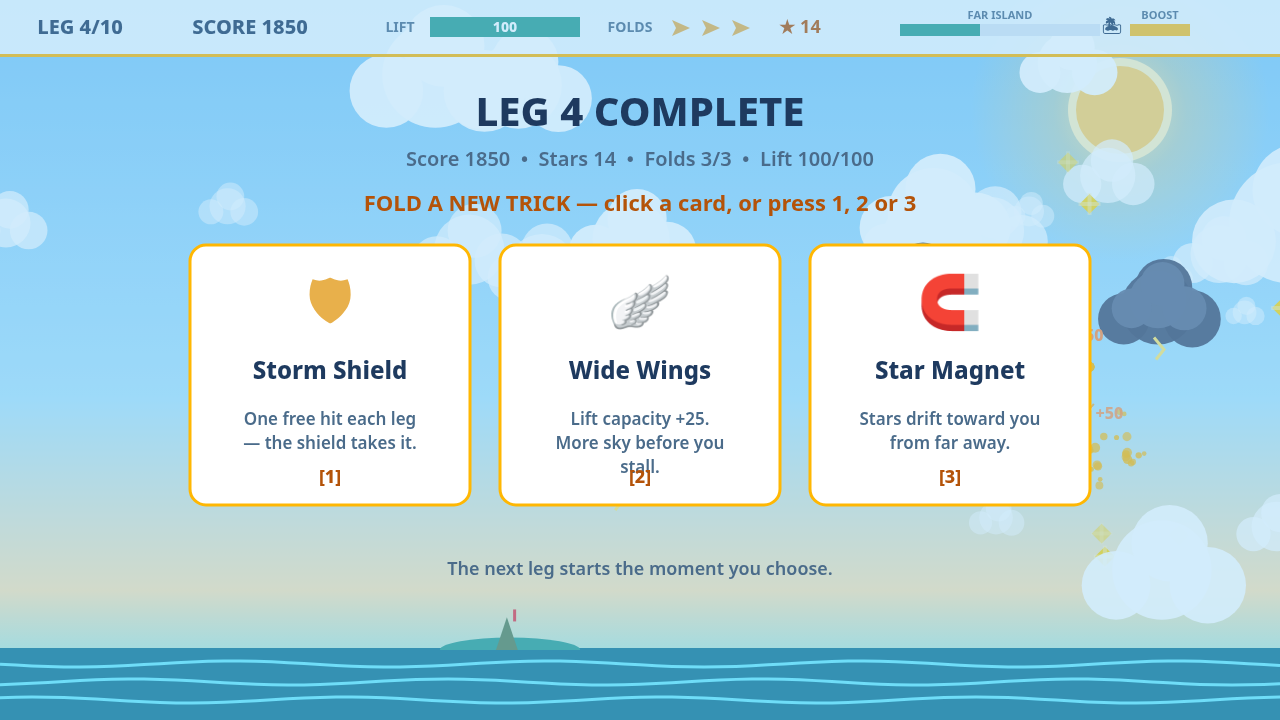 LEG 4/10
SCORE 1850
LIFT
100
FOLDS
★ 14
FAR ISLAND
BOOST
LEG 4 COMPLETE
Score 1850 • Stars 14 • Folds 3/3 • Lift 100/100
FOLD A NEW TRICK — click a card, or press 1, 2 or 3
Storm Shield
One free hit each leg
— the shield takes it.
[1]
Wide Wings
Lift capacity +25.
More sky before you
stall.
[2]
Star Magnet
Stars drift toward you
from far away.
[3]
+50
The next leg starts the moment you choose.